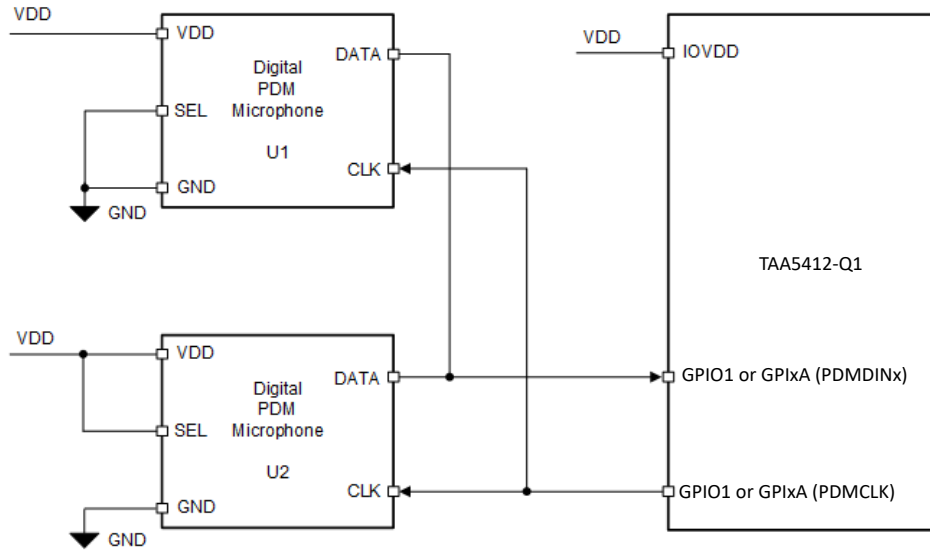 VDD
VDD
DATA
SEL
Digital
PDM
Microphone
U1
CLK
GND
GND
VDD
IOVDD
TAA5412-Q1
VDD
VDD
DATA
Digital
PDM
Microphone
SEL
U2
CLK
GND
GND
GPIO1 or GPIxA (PDMDINx)
GPIO1 or GPIxA (PDMCLK)